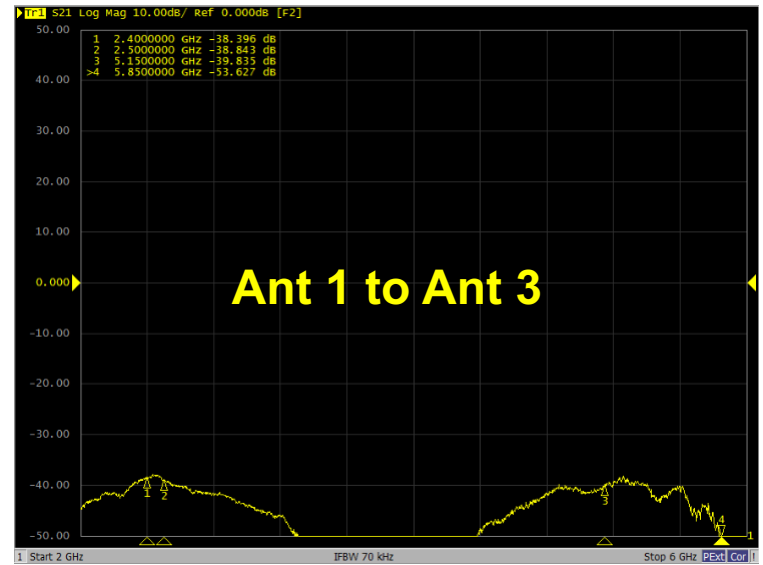 Tr1 S21 Log Mag 10.00dB/ Ref 0.000dB [F2]
50.00
1 2.4000000 GHz -38.396 dB
2 2.5000000 GHz -38.843 dB
3 5.1500000 GHz -39.835 dB
>4 5.8500000 GHz -53.627 dB
40.00
30.00
20.00
10.00
0.000
Ant 1 to Ant 3
-10.00
-20.00
-30.00
-40.00
1 2 3 4
-50.00 1
1 Start 2 GHz IFBW 70 kHz Stop 6 GHz PExt Cor !